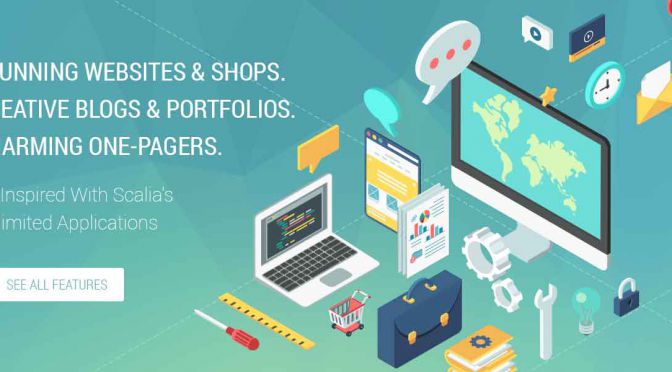 UNNING WEBSITES & SHOPS.
EATIVE BLOGS & PORTFOLIOS.
ARMING ONE-PAGERS.
Inspired With Scalia's
imited Applications
SEE ALL FEATURES